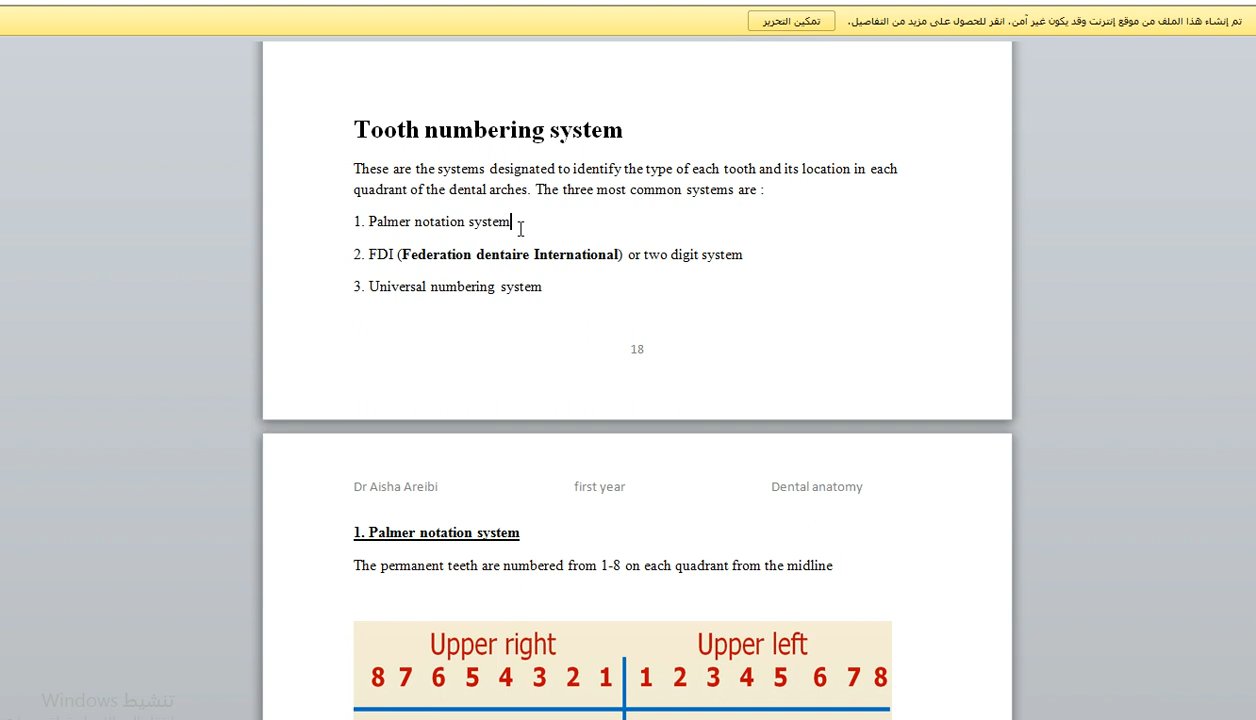 تم إنشاء هذا الملف من موقع إنترنت وقد يكون غير آمن. انقر للحصول على مزيد من التفاصيل.
تمكين التحرير
Tooth numbering system
These are the systems designated to identify the type of each tooth and its location in each
quadrant of the dental arches. The three most common systems are :
1. Palmer notation system
2. FDI (Federation dentaire International) or two digit system
3. Universal numbering system
18
Dr Aisha Areibi first year Dental anatomy
1. Palmer notation system
The permanent teeth are numbered from 1-8 on each quadrant from the midline
Upper right Upper left
8 7 6 5 4 3 2 1 1 2 3 4 5 6 7 8
تنشيط Windows